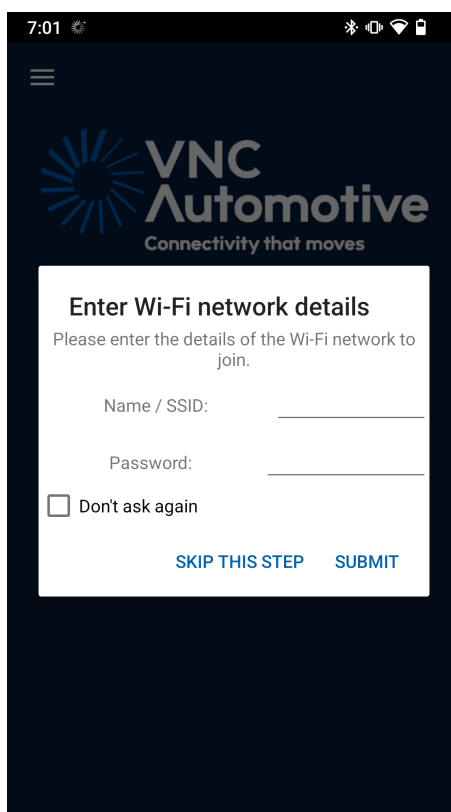 7:01
VNC
Automotive
Connectivity that moves
Enter Wi-Fi network details
Please enter the details of the Wi-Fi network to
join.
Name / SSID:
Password:
Don't ask again
SKIP THIS STEP SUBMIT